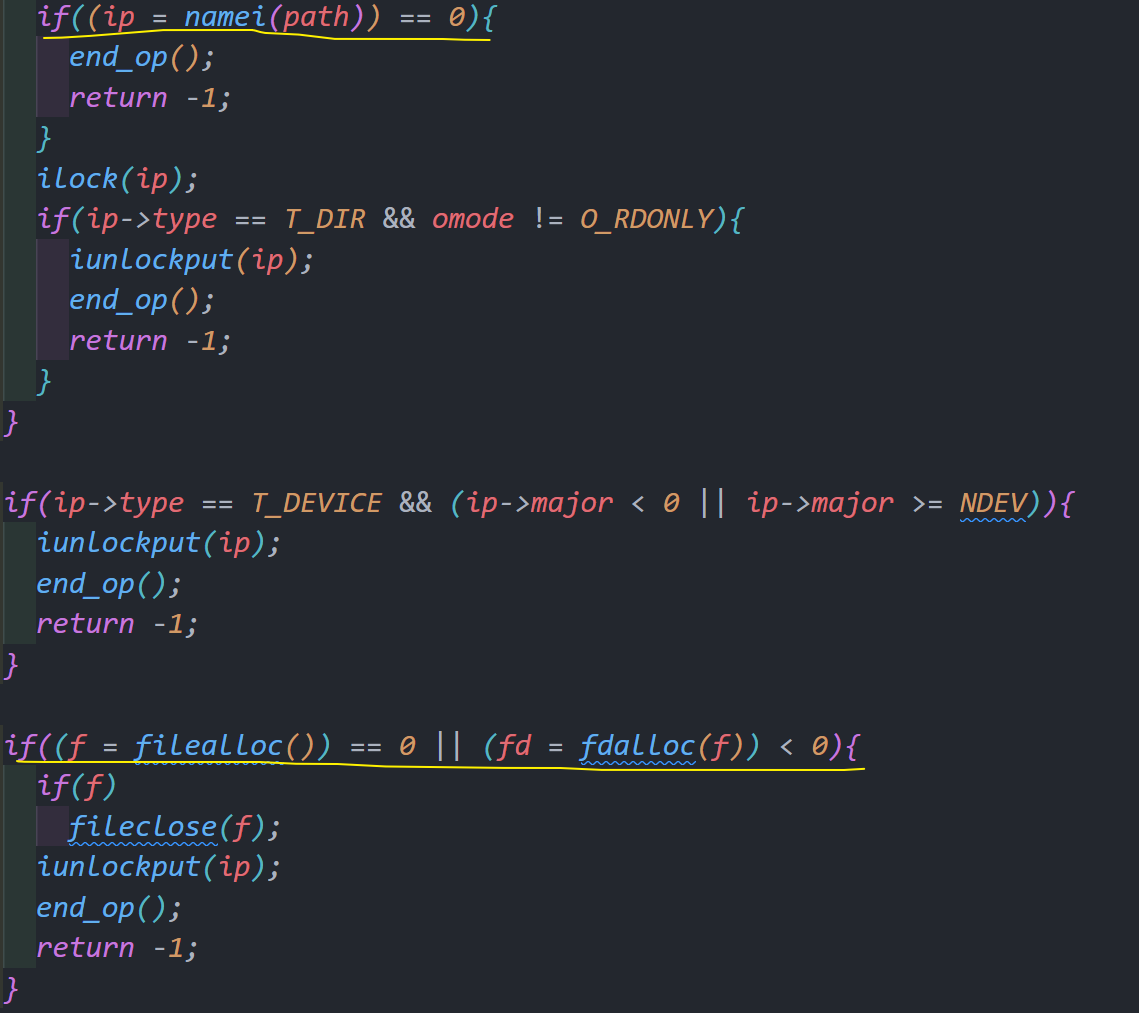 if((ip = namei(path)) == 0){
end_op();
return -1;
}
ilock(ip);
if(ip->type == T_DIR && omode != O_RDONLY){
iunlockput(ip);
end_op();
return -1;
}
}
if(ip->type == T_DEVICE && (ip->major < 0 || ip->major >= NDEV)){
iunlockput(ip);
end_op();
return -1;
}
if((f = filealloc()) == 0 || (fd = fdalloc(f)) < 0){
if(f)
fileclose(f);
iunlockput(ip);
end_op();
return -1;
}